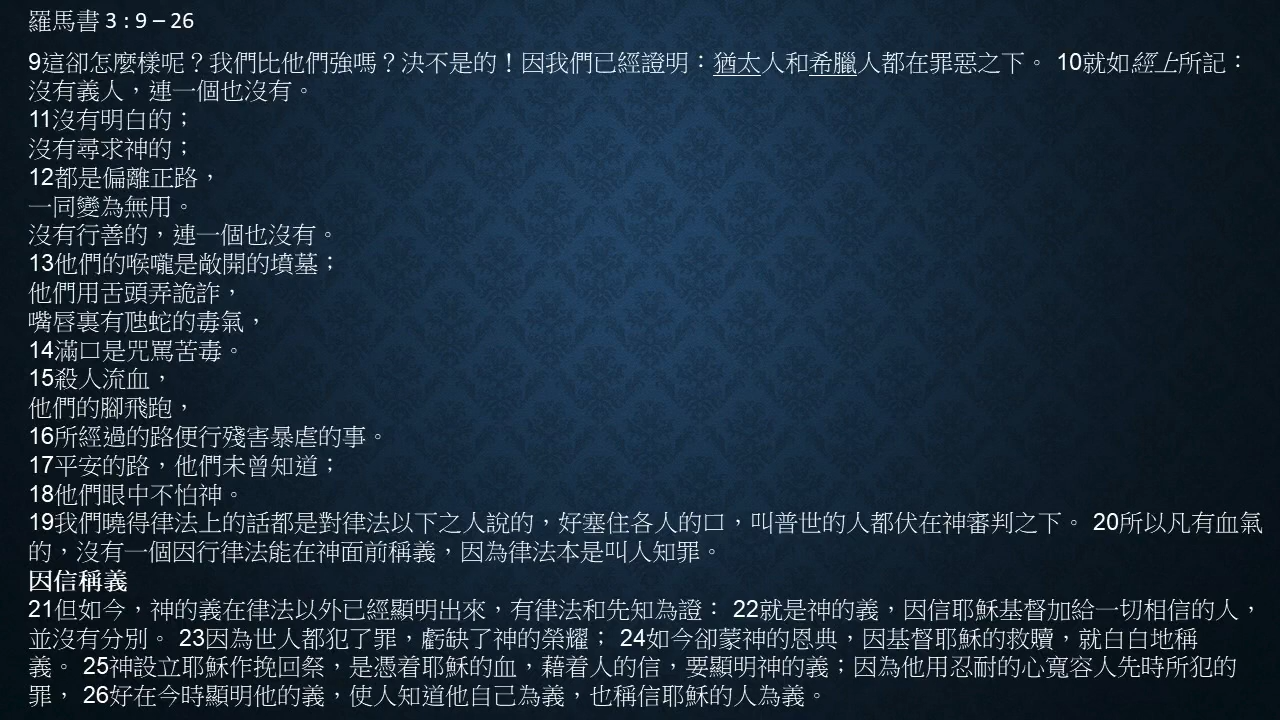 羅馬書 3 : 9 – 26
9這卻怎麼樣呢？我們比他們強嗎？決不是的！因我們已經證明：猶太人和希臘人都在罪惡之下。 10就如經上所記：
沒有義人，連一個也沒有。
11沒有明白的；
沒有尋求神的；
12都是偏離正路，
一同變為無用。
沒有行善的，連一個也沒有。
13他們的喉嚨是敞開的墳墓；
他們用舌頭弄詭詐，
嘴唇裏有虺蛇的毒氣，
14滿口是咒罵苦毒。
15殺人流血，
他們的腳飛跑，
16所經過的路便行殘害暴虐的事。
17平安的路，他們未曾知道；
18他們眼中不怕神。
19我們曉得律法上的話都是對律法以下之人說的，好塞住各人的口，叫普世的人都伏在神審判之下。 20所以凡有血氣
的，沒有一個因行律法能在神面前稱義，因為律法本是叫人知罪。
因信稱義
21但如今，神的義在律法以外已經顯明出來，有律法和先知為證： 22就是神的義，因信耶穌基督加給一切相信的人，
並沒有分別。 23因為世人都犯了罪，虧缺了神的榮耀； 24如今卻蒙神的恩典，因基督耶穌的救贖，就白白地稱
義。 25神設立耶穌作挽回祭，是憑着耶穌的血，藉着人的信，要顯明神的義；因為他用忍耐的心寬容人先時所犯的
罪， 26好在今時顯明他的義，使人知道他自己為義，也稱信耶穌的人為義。